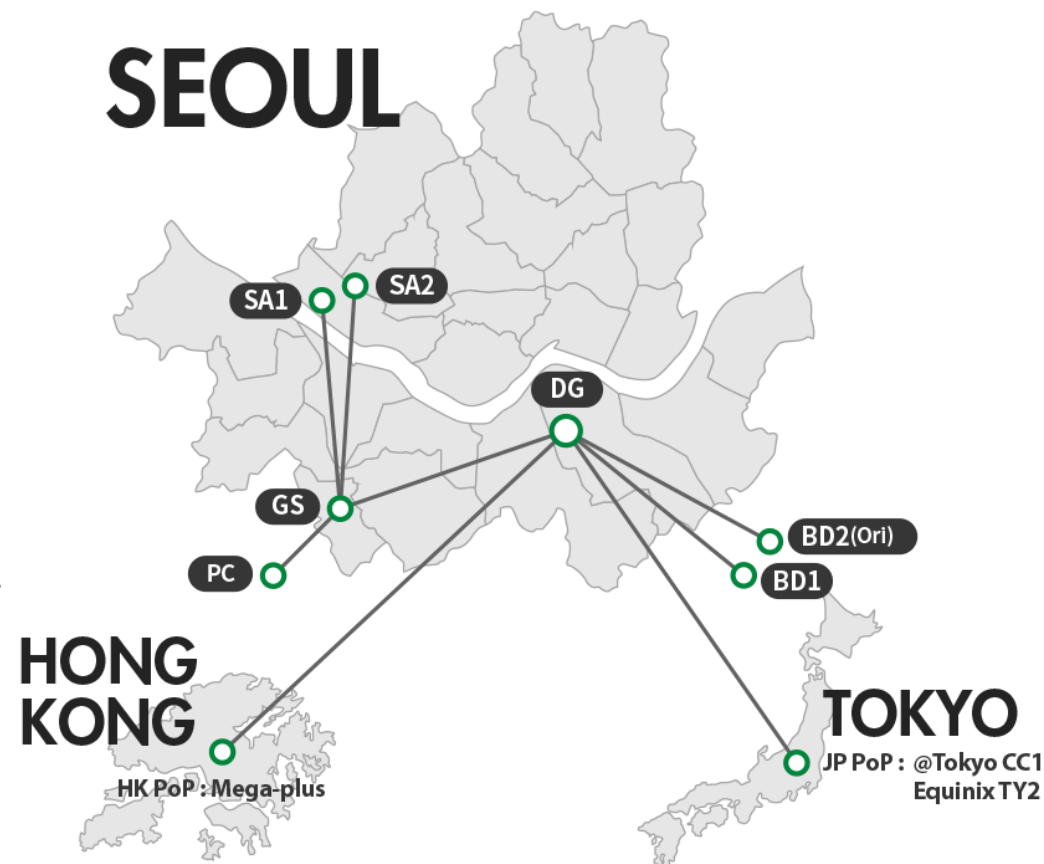 SEOUL
SA1
SA2
DG
GS
PC
BD2(Ori)
BD1
HONG
KONG
HK PoP : Mega-plus
TOKYO
JP PoP : @Tokyo CC1
Equinix TY2